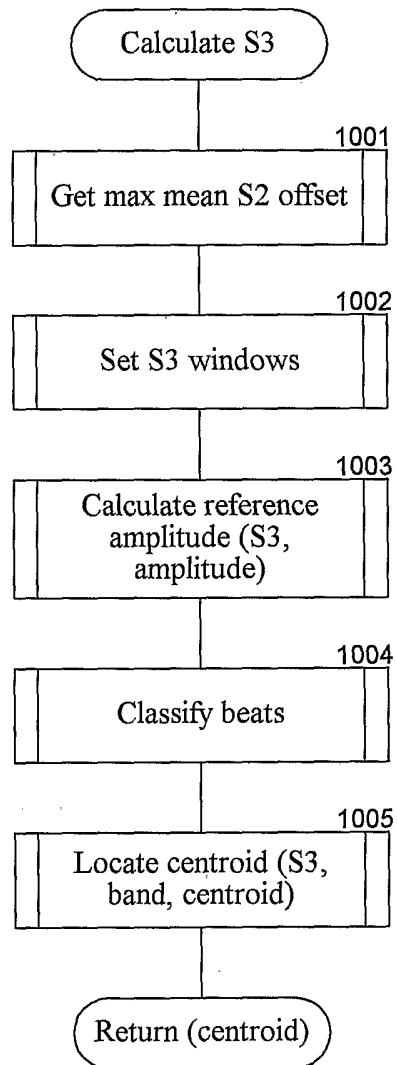 Calculate S3
1001
Get max mean S2 offset
1002
Set S3 windows
1003
Calculate reference
amplitude (S3,
amplitude)
1004
Classify beats
1005
Locate centroid (S3,
band, centroid)
Return (centroid)